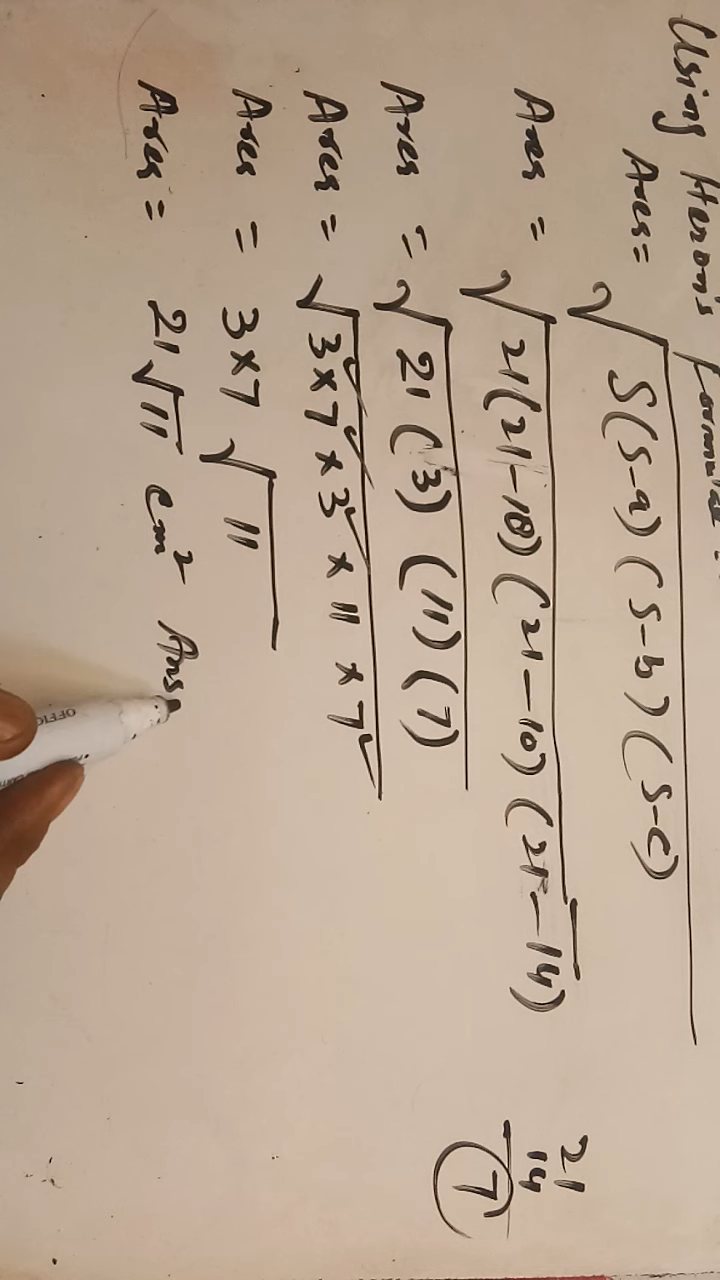 Using Heron's formula
Area = √S(S-a)(S-b)(S-c)
Area = √21(21-18)(21-10)(21-14)
Area = √21(3)(11)(7)
Area = √3×7×3×11×7
Area = 3×7√11
Area = 21√11 cm² Ans
21
14
7